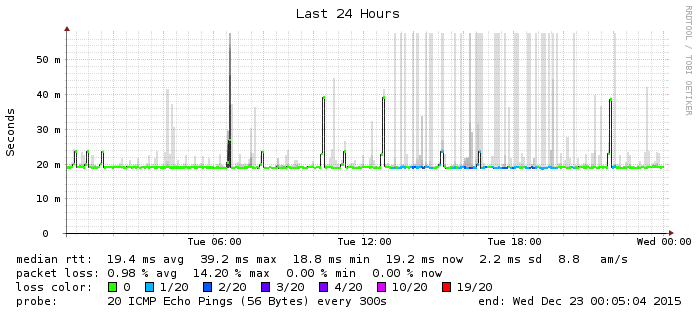 Last 24 Hours
RRDTOOL / TOBI OETIKER
Seconds
50 m
40 m
30 m
20 m
10 m
0
Tue 06:00 Tue 12:00 Tue 18:00 Wed 00:00
median rtt: 19.4 ms avg 39.2 ms max 18.8 ms min 19.2 ms now 2.2 ms sd 8.8 am/s
packet loss: 0.98 % avg 14.20 % max 0.00 % min 0.00 % now
loss color: 0 1/20 2/20 3/20 4/20 10/20 19/20
probe: 20 ICMP Echo Pings (56 Bytes) every 300s end: Wed Dec 23 00:05:04 2015